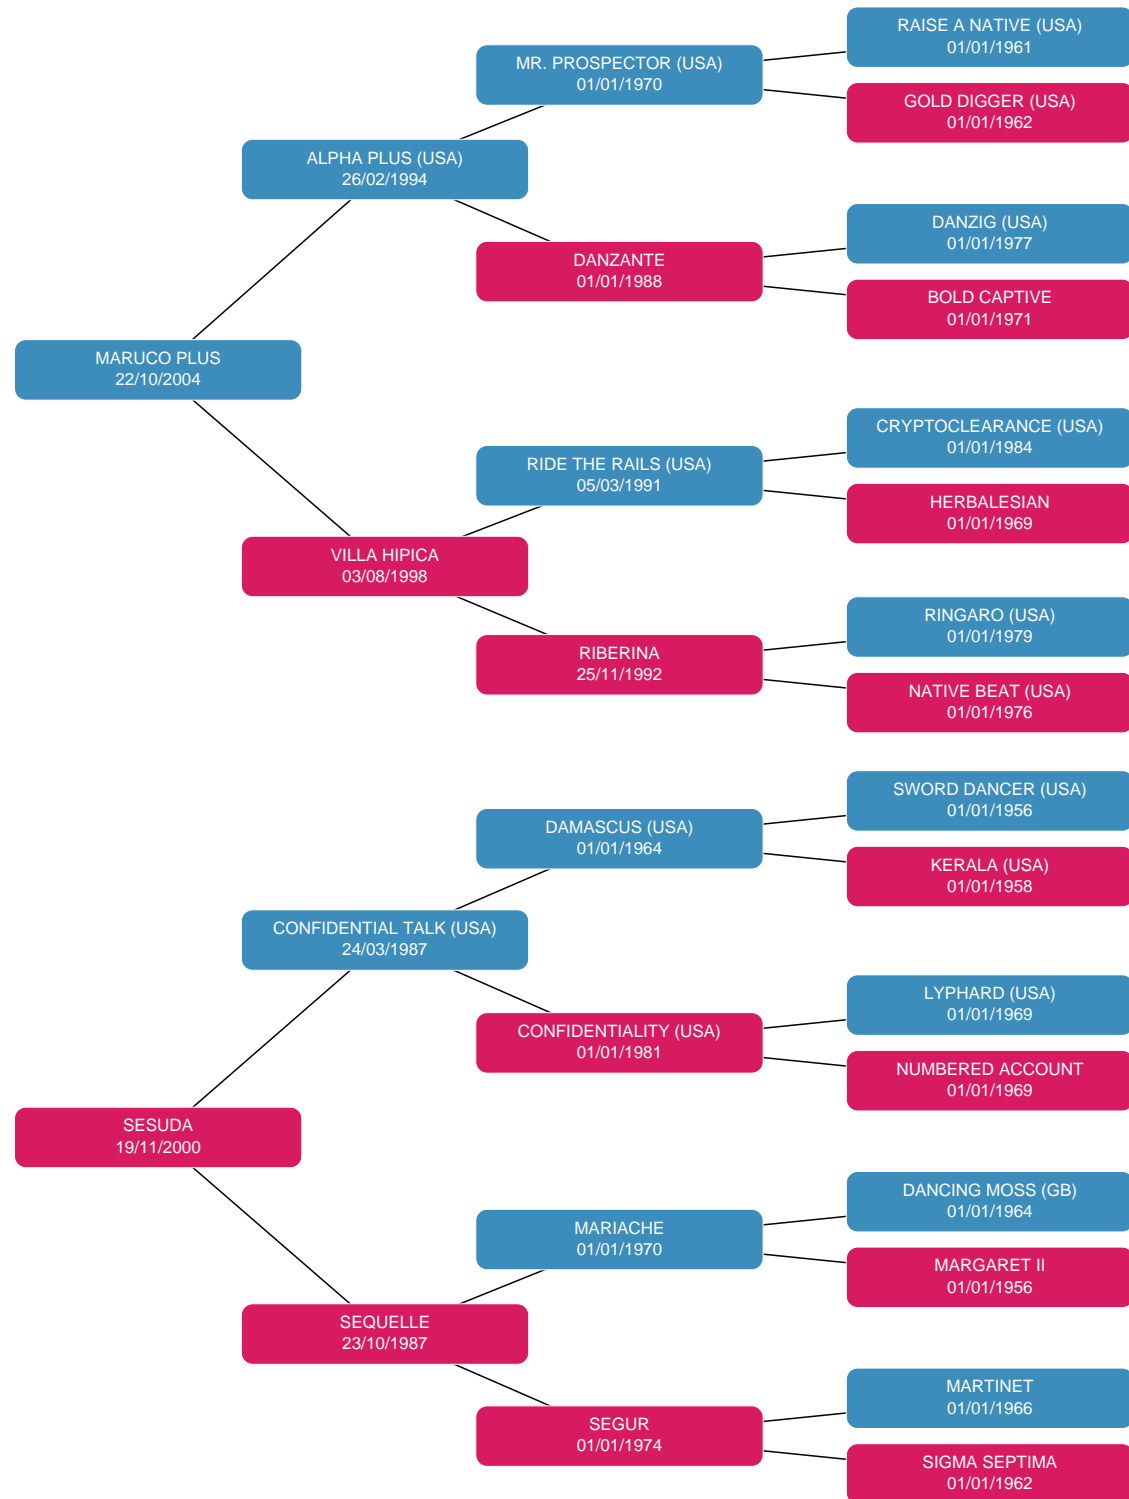 RAISE A NATIVE (USA)
01/01/1961
MR. PROSPECTOR (USA)
01/01/1970
GOLD DIGGER (USA)
01/01/1962
ALPHA PLUS (USA)
26/02/1994
DANZIG (USA)
01/01/1977
DANZANTE
01/01/1988
BOLD CAPTIVE
01/01/1971
MARUCO PLUS
22/10/2004
CRYPTOCLEARANCE (USA)
01/01/1984
RIDE THE RAILS (USA)
05/03/1991
HERBALESIAN
01/01/1969
VILLA HIPICA
03/08/1998
RINGARO (USA)
01/01/1979
RIBERINA
25/11/1992
NATIVE BEAT (USA)
01/01/1976
SWORD DANCER (USA)
01/01/1956
DAMASCUS (USA)
01/01/1964
KERALA (USA)
01/01/1958
CONFIDENTIAL TALK (USA)
24/03/1987
LYPHARD (USA)
01/01/1969
CONFIDENTIALITY (USA)
01/01/1981
NUMBERED ACCOUNT
01/01/1969
SESUDA
19/11/2000
DANCING MOSS (GB)
01/01/1964
MARIACHE
01/01/1970
MARGARET II
01/01/1956
SEQUELLE
23/10/1987
MARTINET
01/01/1966
SEGUR
01/01/1974
SIGMA SEPTIMA
01/01/1962